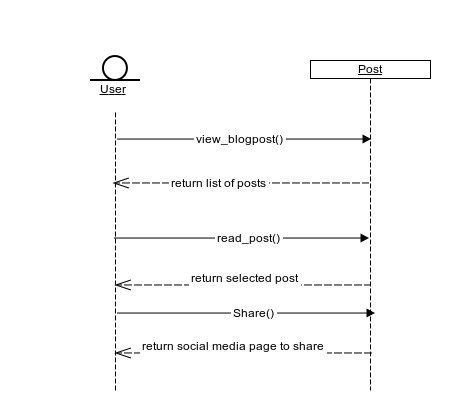 Post
User
view_blogpost()
return list of posts
read_post()
return selected post
Share()
return social media page to share